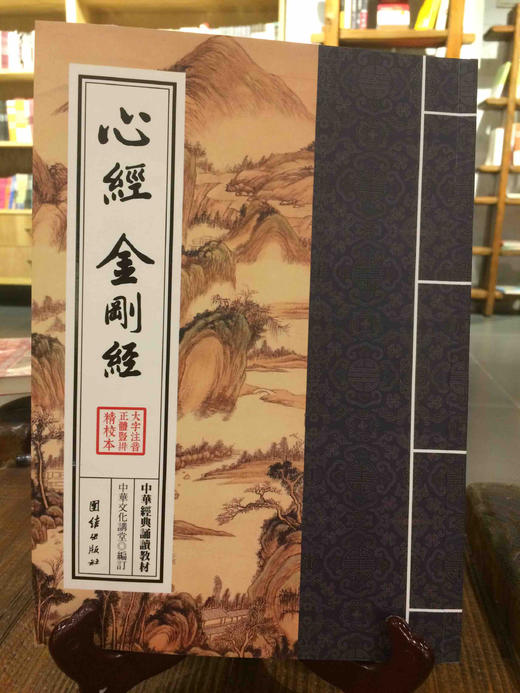 心經 金剛經
大字注音
正體豎排
精校本
中華經典誦讀教材
中華文化講堂◎編訂
團结出版社